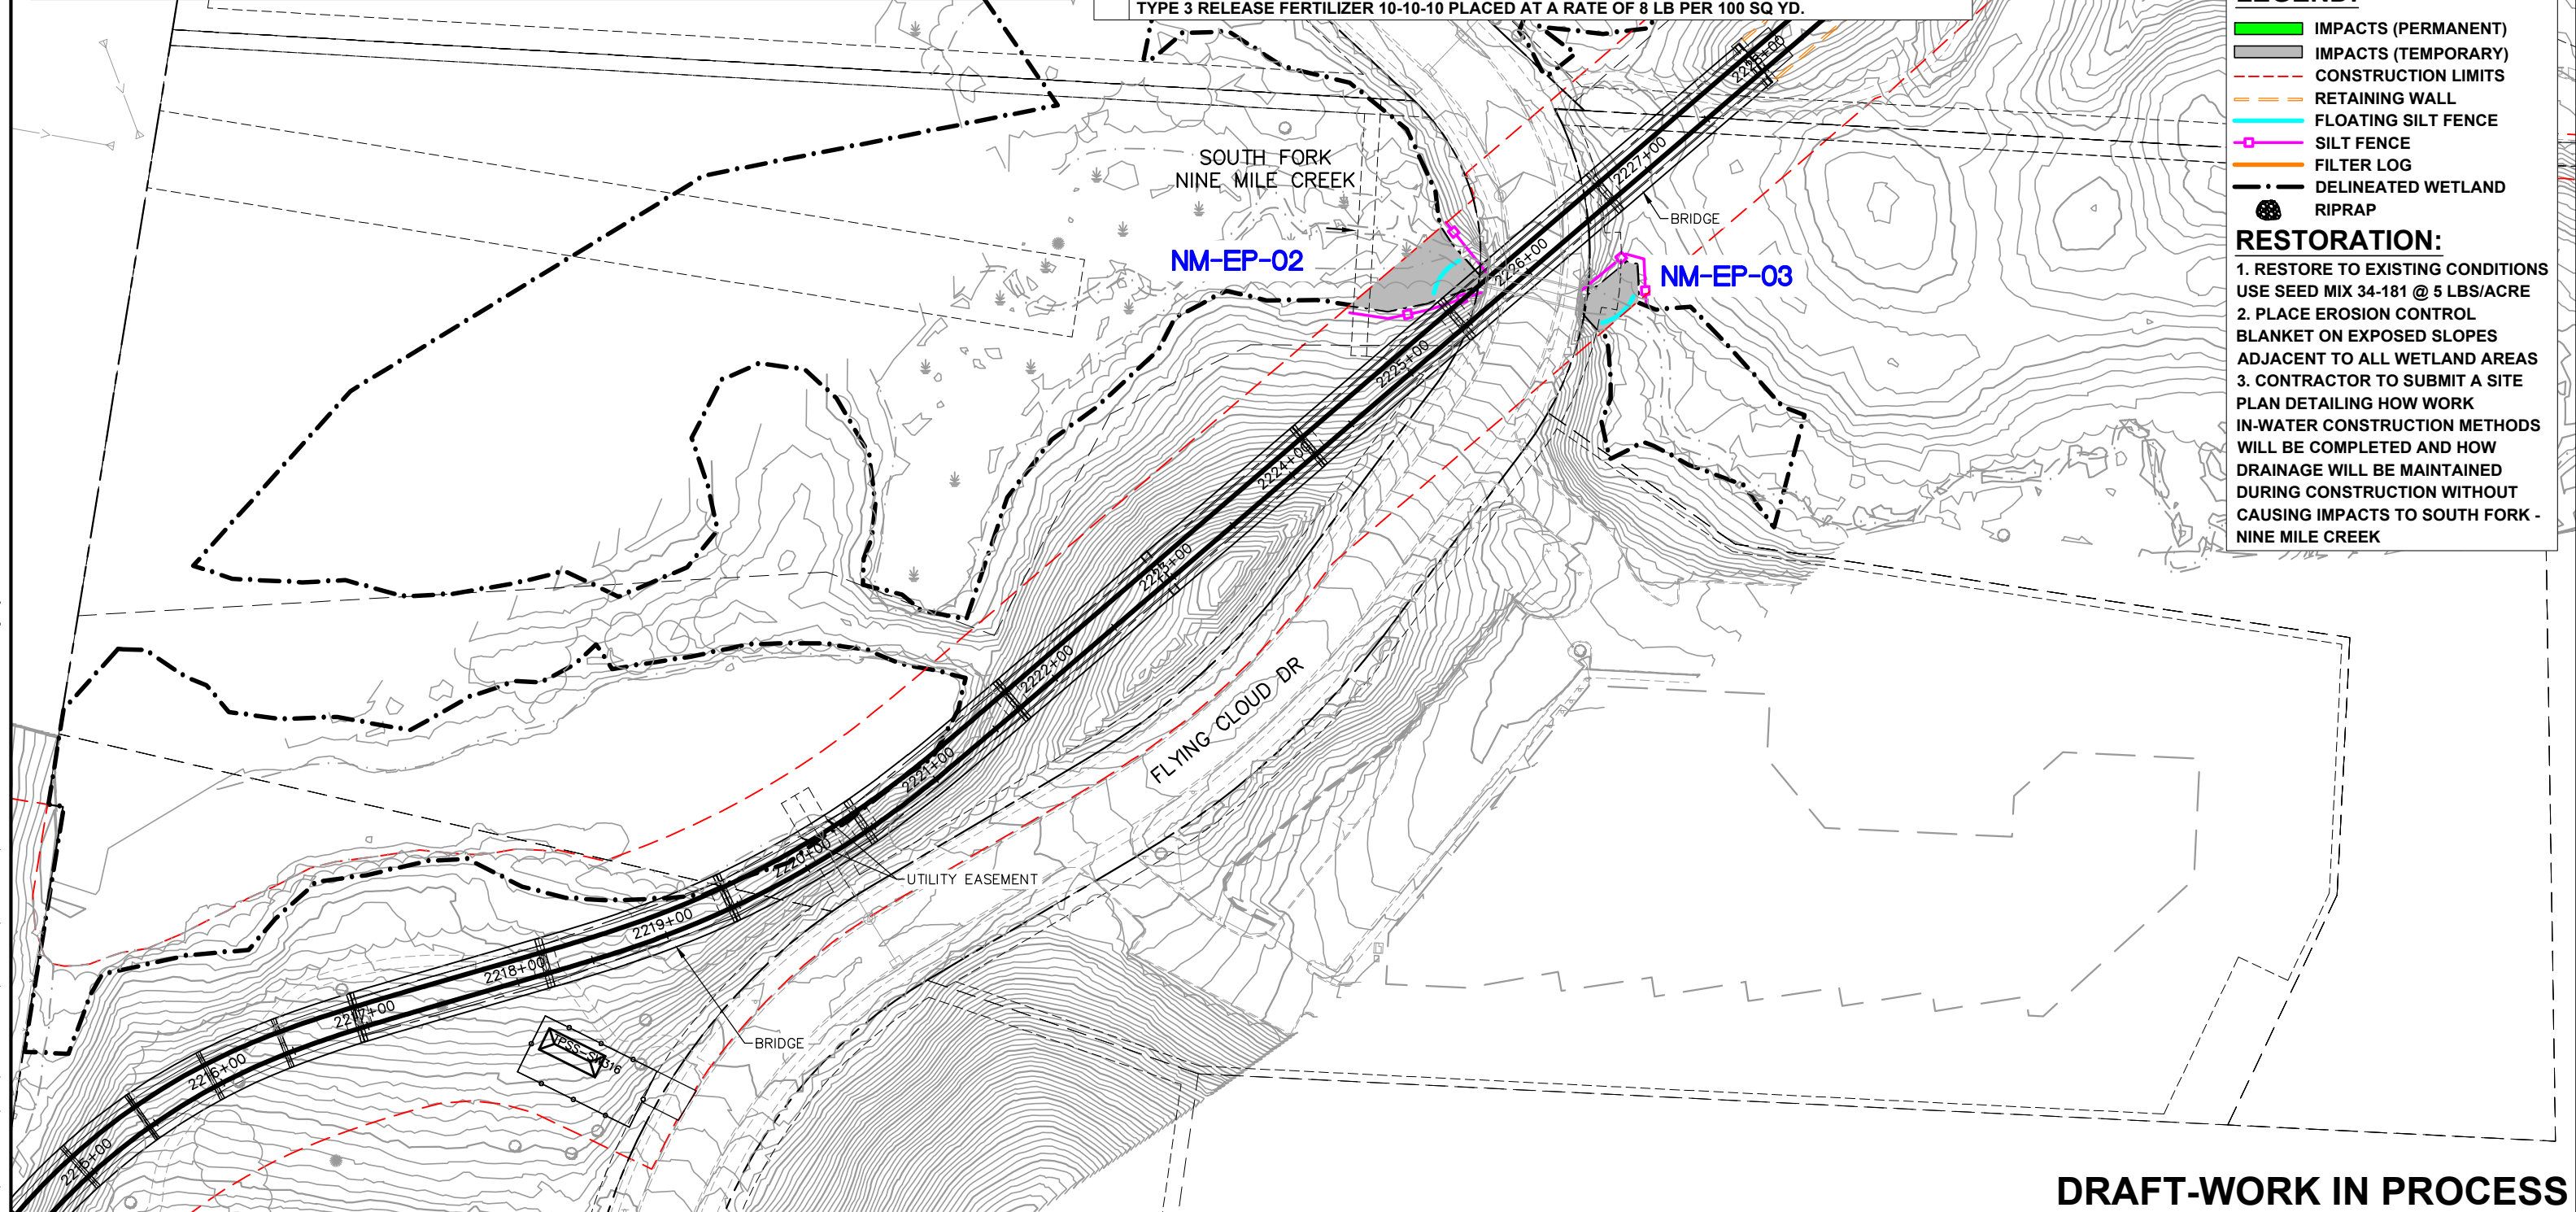 TYPE 3 RELEASE FERTILIZER 10-10-10 PLACED AT A RATE OF 8 LB PER 100 SQ YD.
LEGEND:
IMPACTS (PERMANENT)
IMPACTS (TEMPORARY)
CONSTRUCTION LIMITS
RETAINING WALL
FLOATING SILT FENCE
SILT FENCE
FILTER LOG
DELINEATED WETLAND
RIPRAP
RESTORATION:
1. RESTORE TO EXISTING CONDITIONS
USE SEED MIX 34-181 @ 5 LBS/ACRE
2. PLACE EROSION CONTROL
BLANKET ON EXPOSED SLOPES
ADJACENT TO ALL WETLAND AREAS
3. CONTRACTOR TO SUBMIT A SITE
PLAN DETAILING HOW WORK
IN-WATER CONSTRUCTION METHODS
WILL BE COMPLETED AND HOW
DRAINAGE WILL BE MAINTAINED
DURING CONSTRUCTION WITHOUT
CAUSING IMPACTS TO SOUTH FORK -
NINE MILE CREEK
SOUTH FORK
NINE MILE CREEK
NM-EP-02
NM-EP-03
BRIDGE
2228+00
2227+00
2226+00
2225+00
2224+00
2223+00
2222+00
2221+00
2220+00
2219+00
2218+00
2217+00
2216+00
2215+00
FLYING CLOUD DR
UTILITY EASEMENT
BRIDGE
TPSS-SW316
DRAFT-WORK IN PROCESS